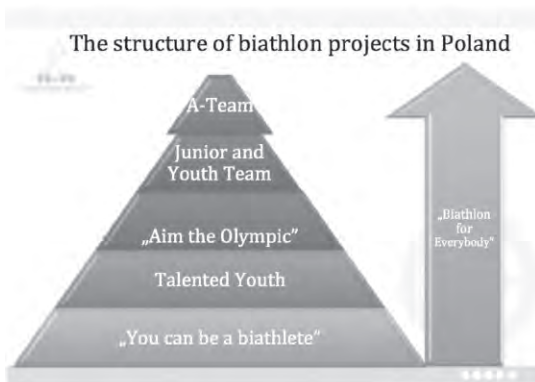 The structure of biathlon projects in Poland
A-Team
Junior and
Youth Team
„Aim the Olympic”
Talented Youth
„You can be a biathlete”
„Biathlon
for
Everybody”